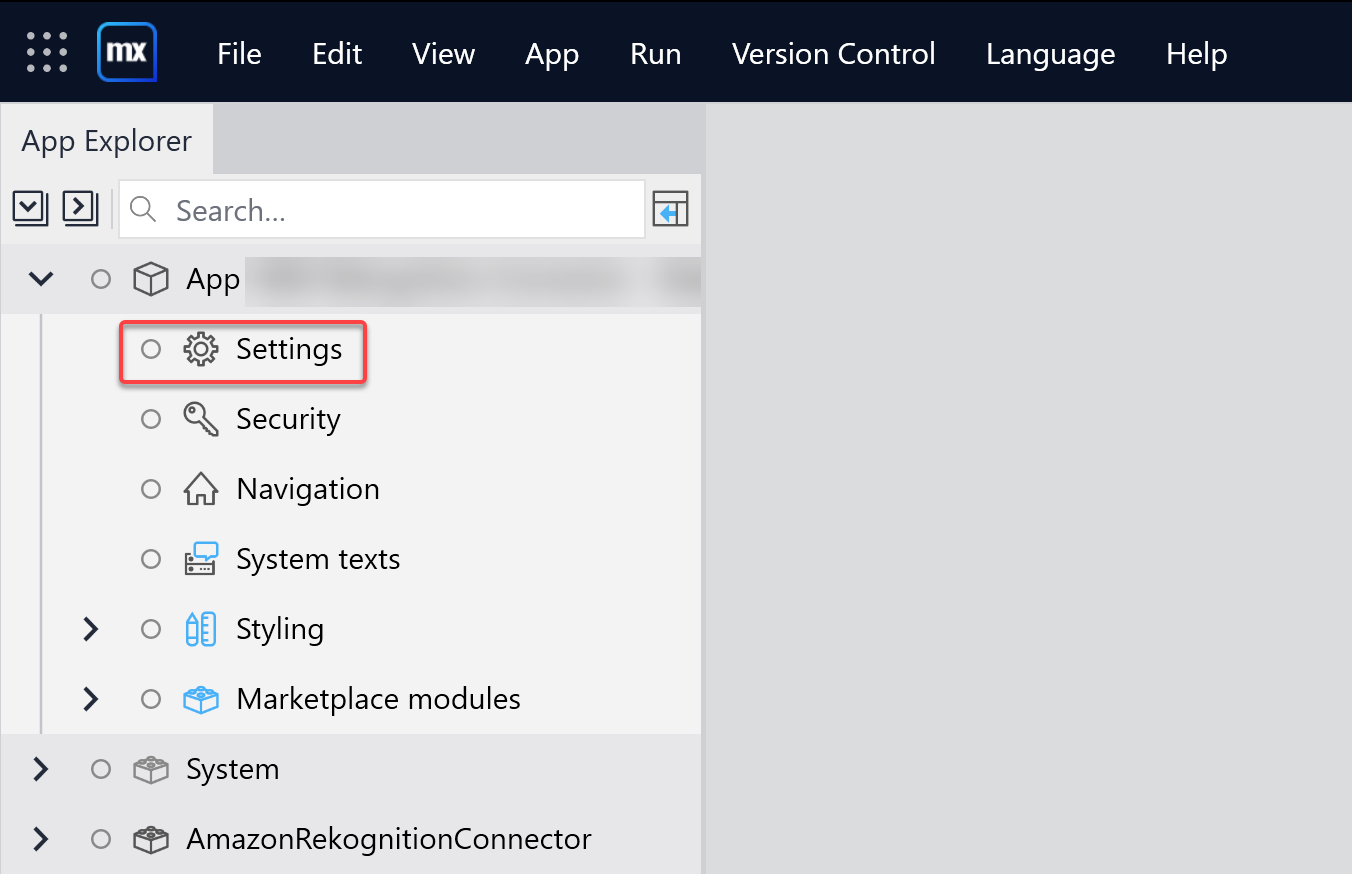 mx File Edit View App Run Version Control Language Help
App Explorer
Search...
App
Settings
Security
Navigation
System texts
Styling
Marketplace modules
System
AmazonRekognitionConnector